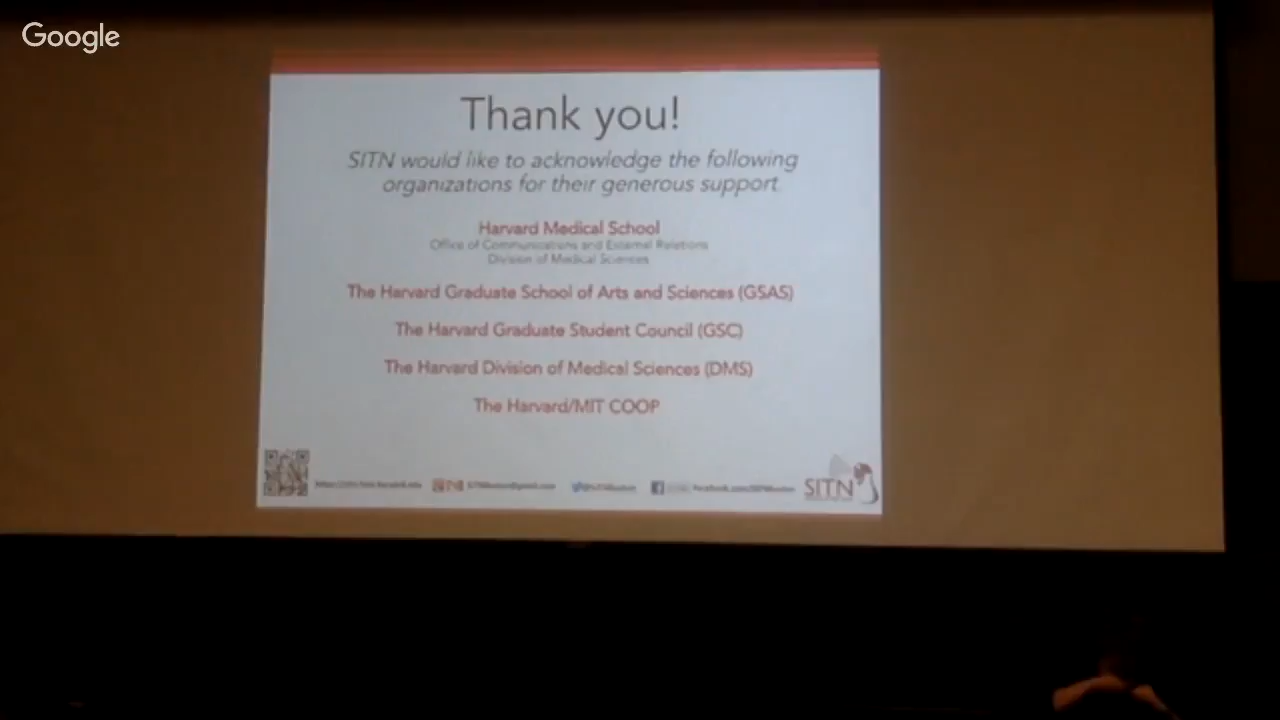 Google
Thank you!
SITN would like to acknowledge the following
organizations for their generous support
Harvard Medical School
Office of Communications and External Relations
Division of Medical Sciences
The Harvard Graduate School of Arts and Sciences (GSAS)
The Harvard Graduate Student Council (GSC)
The Harvard Division of Medical Sciences (DMS)
The Harvard/MIT COOP
SITN